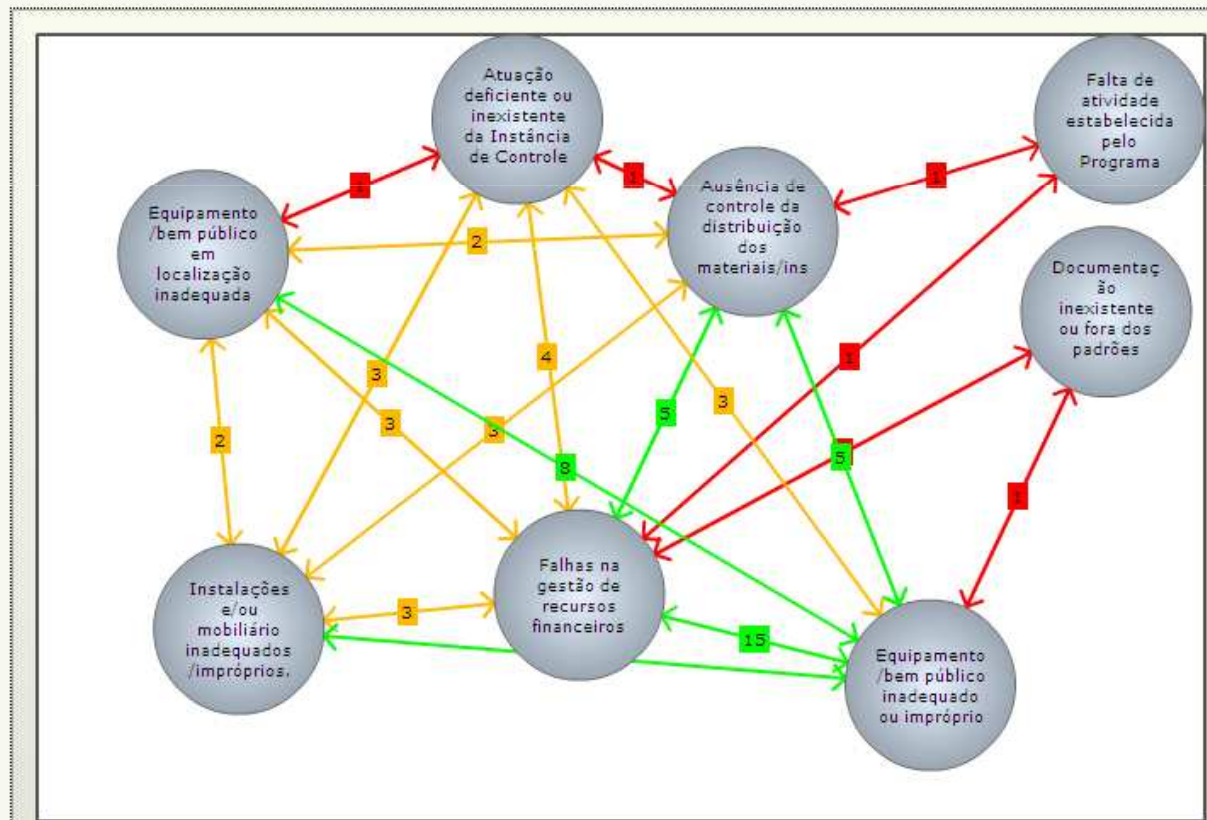 Atuação
deficiente ou
inexistente
da Instância
de Controle
Falta de
atividade
estabelecida
pelo
Programa
Ausência de
controle da
distribuição
dos
materiais/ins
Equipamento
/bem público
em
localização
inadequada
Documentaç
ão
inexistente
ou fora dos
padrões
Instalações
e/ou
mobiliário
inadequados
/impróprios.
Falhas na
gestão de
recursos
financeiros
Equipamento
/bem público
inadequado
ou impróprio
1
1
1
2
4
1
3
3
5
3
3
2
8
5
1
3
15